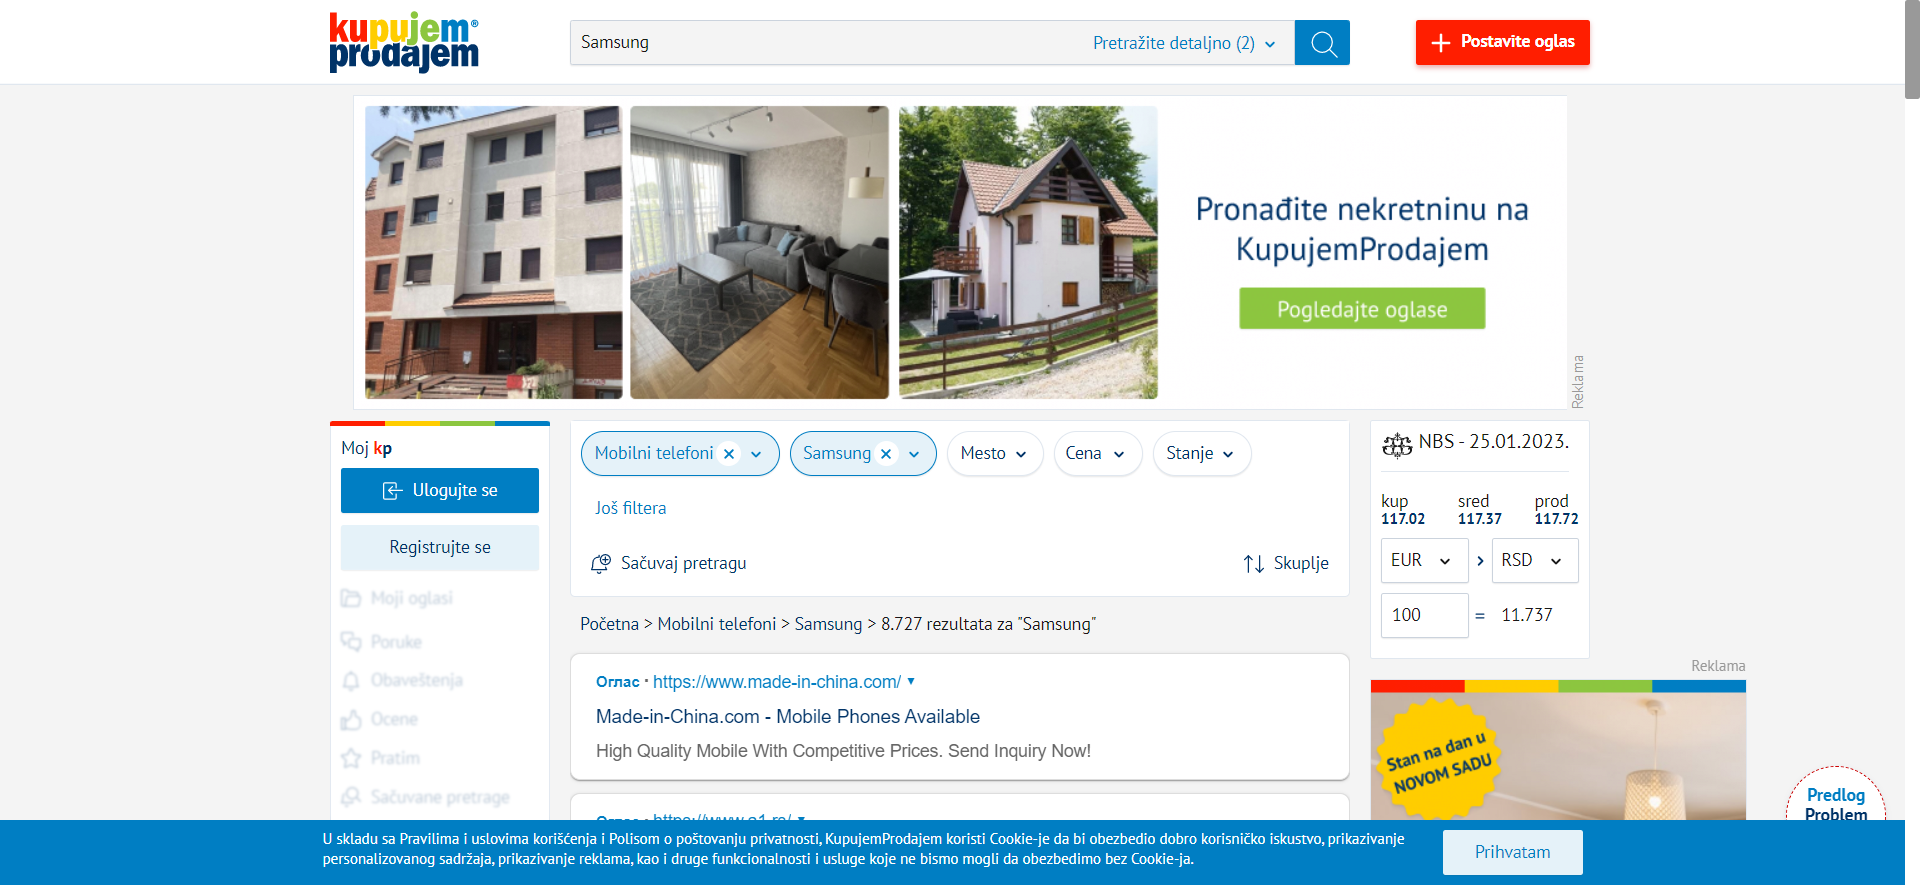 kupujem®
prodajem
Samsung
Pretražite detaljno (2)
Postavite oglas
Pronađite nekretninu na
KupujemProdajem
Pogledajte oglase
Reklama
Moj kp
Ulogujte se
Registrujte se
Moji oglasi
Poruke
Obaveštenja
Ocene
Pratim
Sačuvane pretrage
Mobilni telefoni
Samsung
Mesto
Cena
Stanje
Još filtera
Sačuvaj pretragu
Skuplje
Početna > Mobilni telefoni > Samsung > 8.727 rezultata za "Samsung"
Оглас · https://www.made-in-china.com/
Made-in-China.com - Mobile Phones Available
High Quality Mobile With Competitive Prices. Send Inquiry Now!
NBS - 25.01.2023.
kup sred prod
117.02 117.37 117.72
EUR > RSD
100 = 11.737
Reklama
Stan na dan u
NOVOM SADU
Predlog
Problem
U skladu sa Pravilima i uslovima korišćenja i Polisom o poštovanju privatnosti, KupujemProdajem koristi Cookie-je da bi obezbedio dobro korisničko iskustvo, prikazivanje
personalizovanog sadržaja, prikazivanje reklama, kao i druge funkcionalnosti i usluge koje ne bismo mogli da obezbedimo bez Cookie-ja.
Prihvatam